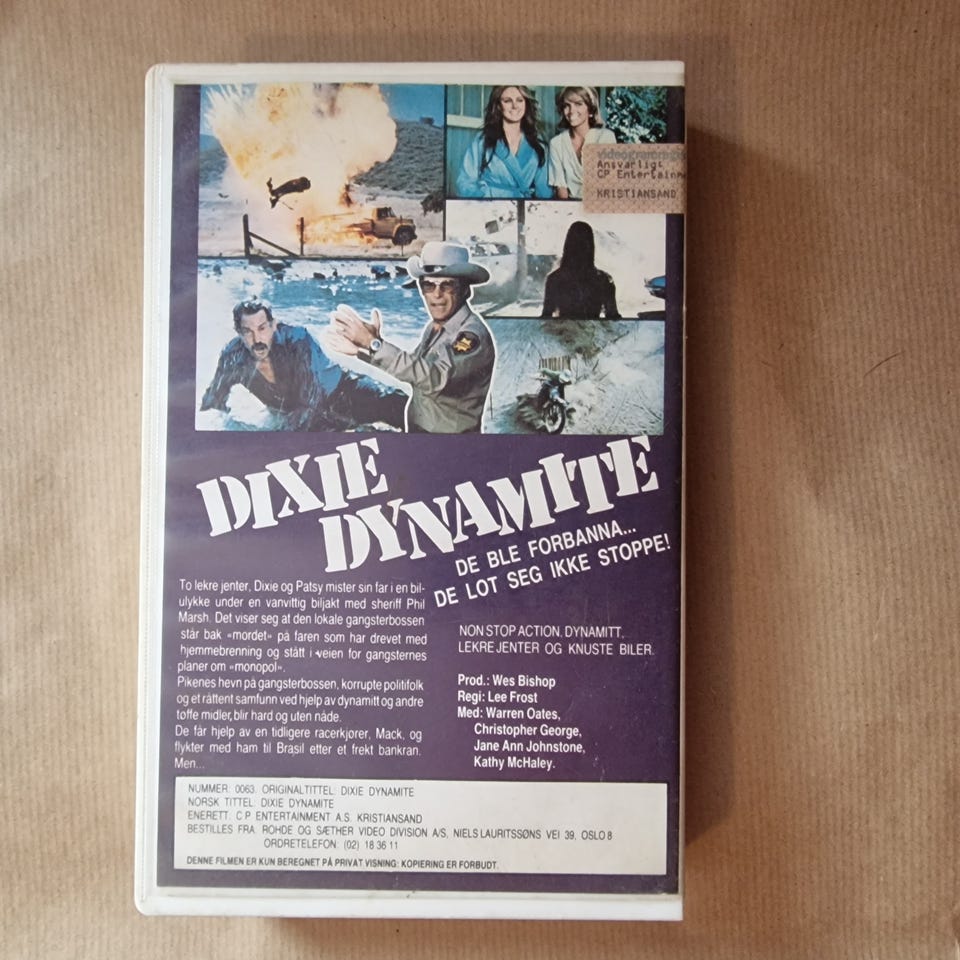 videogramregis
Ansvarlig:
CP Entertainme
KRISTIANSAND
DIXIE
DYNAMITE
DE BLE FORBANNA...
DE LOT SEG IKKE STOPPE!
To lekre jenter, Dixie og Patsy mister sin far i en bil-
ulykke under en vanvittig biljakt med sheriff Phil
Marsh. Det viser seg at den lokale gangsterbossen
står bak «mordet» på faren som har drevet med
hjemmebrenning og stått i veien for gangsternes
planer om «monopol».
Pikenes hevn på gangsterbossen, korrupte politifolk
og et råttent samfunn ved hjelp av dynamitt og andre
tøffe midler, blir hard og uten nåde.
De får hjelp av en tidligere racerkjører, Mack, og
flykter med ham til Brasil etter et frekt bankran.
Men...
NON STOP ACTION, DYNAMITT,
LEKRE JENTER OG KNUSTE BILER.
Prod.: Wes Bishop
Regi: Lee Frost
Med: Warren Oates,
Christopher George,
Jane Ann Johnstone,
Kathy McHaley.
NUMMER: 0063. ORIGINALTITTEL: DIXIE DYNAMITE
NORSK TITTEL: DIXIE DYNAMITE
ENERETT: C P ENTERTAINMENT A.S. KRISTIANSAND
BESTILLES FRA: ROHDE OG SÆTHER VIDEO DIVISION A/S, NIELS LAURITSSØNS VEI 39, OSLO 8
ORDRETELEFON: (02) 18 36 11
DENNE FILMEN ER KUN BEREGNET PÅ PRIVAT VISNING: KOPIERING ER FORBUDT.